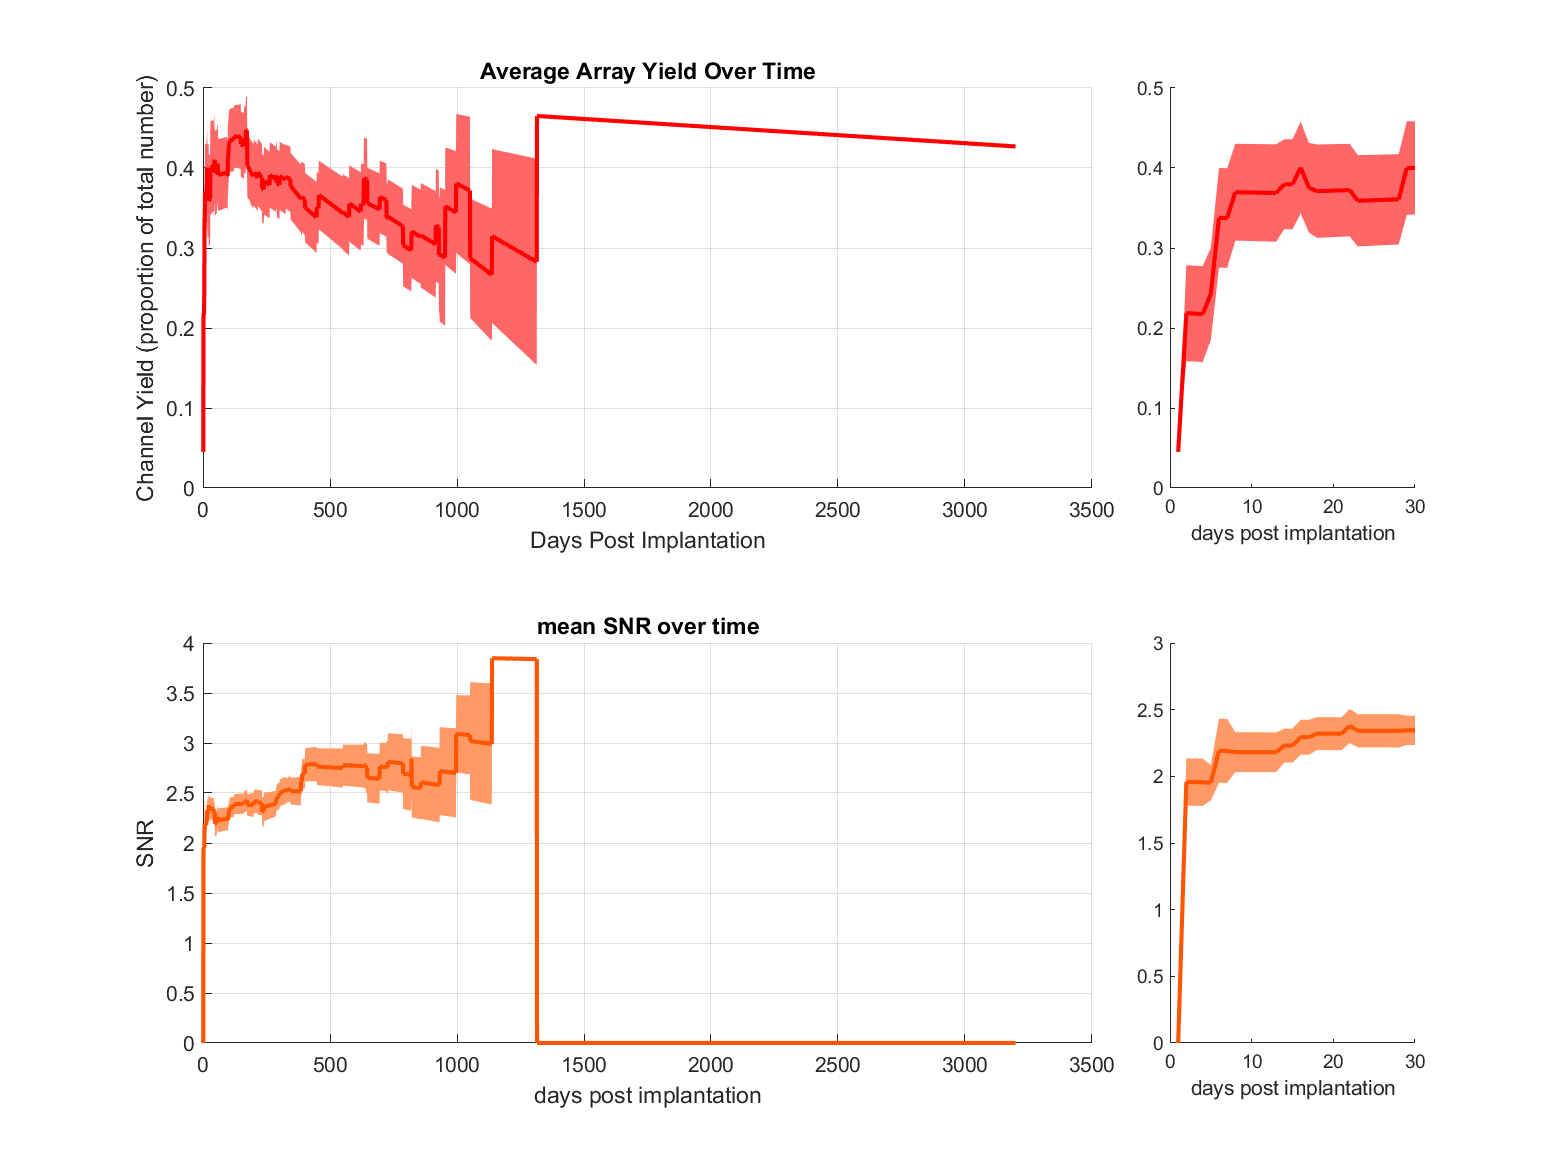 Average Array Yield Over Time
Channel Yield (proportion of total number)
0.5
0.4
0.3
0.2
0.1
0
0 500 1000 1500 2000 2500 3000 3500
Days Post Implantation
0.5
0.4
0.3
0.2
0.1
0
0 10 20 30
days post implantation
mean SNR over time
SNR
4
3.5
3
2.5
2
1.5
1
0.5
0
0 500 1000 1500 2000 2500 3000 3500
days post implantation
3
2.5
2
1.5
1
0.5
0
0 10 20 30
days post implantation